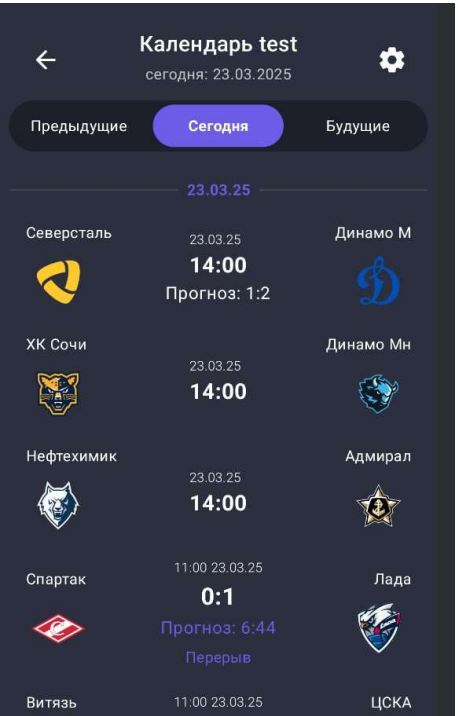 Календарь test
сегодня: 23.03.2025
Предыдущие Сегодня Будущие
23.03.25
Северсталь 23.03.25 Динамо М
14:00
Прогноз: 1:2
ХК Сочи Динамо Мн
23.03.25
14:00
Нефтехимик Адмирал
23.03.25
14:00
11:00 23.03.25
Спартак Лада
0:1
Прогноз: 6:44
Перерыв
Витязь 11:00 23.03.25 ЦСКА